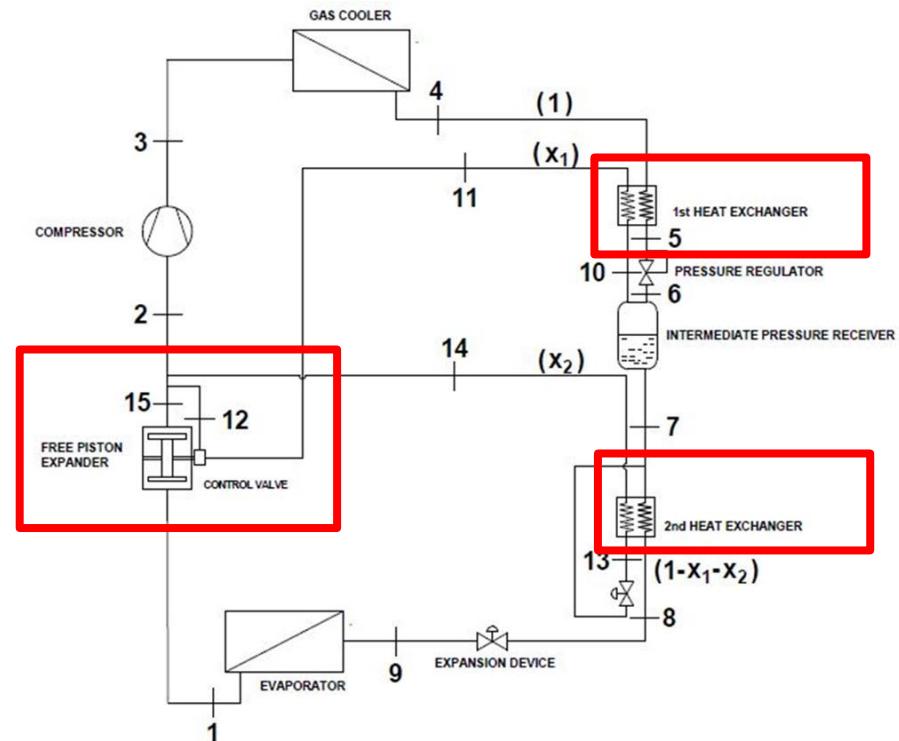 GAS COOLER
4
(1)
3
(x₁)
11
1st HEAT EXCHANGER
COMPRESSOR
5
10
PRESSURE REGULATOR
6
2
INTERMEDIATE PRESSURE RECEIVER
14
(x₂)
15
12
7
FREE PISTON
EXPANDER
CONTROL VALVE
2nd HEAT EXCHANGER
13
(1-x₁-x₂)
8
9
EXPANSION DEVICE
EVAPORATOR
1